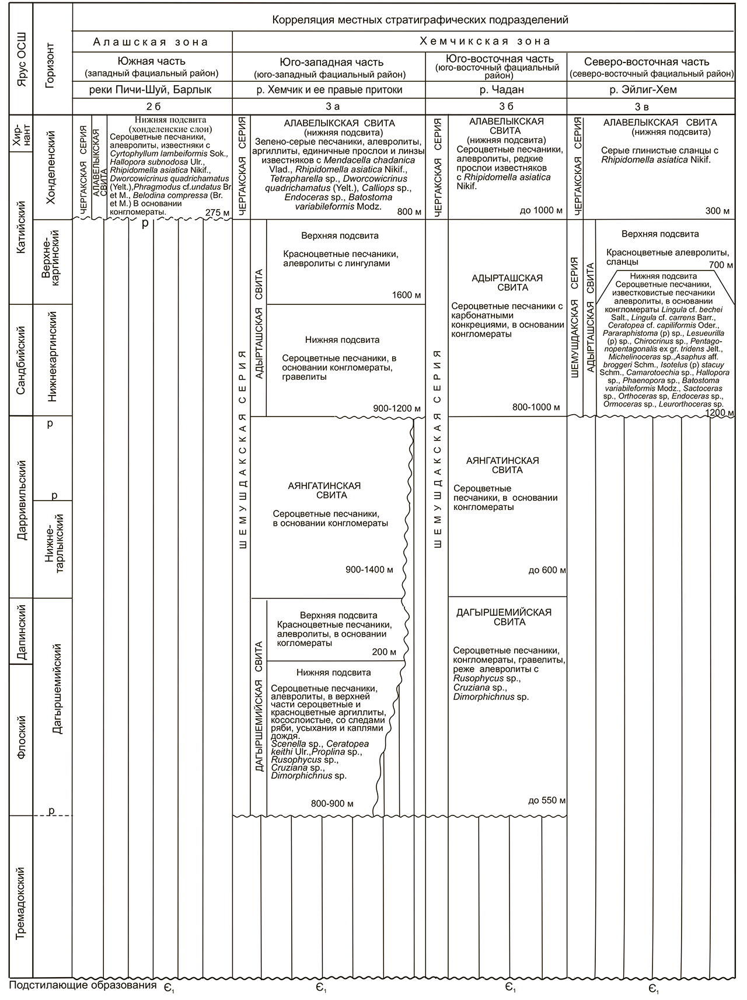 Корреляция местных стратиграфических подразделений
Ярус ОСШ
Горизонт
Алашская зона
Хемчикская зона
Южная часть
(западный фациальный район)
Юго-западная часть
(юго-западный фациальный район)
Юго-восточная часть
(юго-восточный фациальный
район)
Северо-восточная часть
(северо-восточный фациальный район)
реки Пичи-Шуй, Барлык
р. Хемчик и ее правые притоки
р. Чадан
р. Эйлиг-Хем
2 б
3 а
3 б
3 в
Хир-
нант
Катийский
Сандбийский
Дарривильский
Дапинский
Флоский
Тремадокский
Хонделенский
Верхне-
каргинский
Нижнекаргинский
р
р
Нижне-
тарлыкский
Дагыршемийский
р
ЧЕРГАКСКАЯ СЕРИЯ
АЛАВЕЛЫКСКАЯ
СВИТА
Нижняя подсвита
(хонделенские слои)
Сероцветные песчаники,
алевролиты, известняки с
Cyrtophyllum lambeiformis Sok.,
Hallopora subnodosa Ulr.,
Rhipidomella asiatica Nikif.,
Dworcowicrinus quadrichamatus
(Yelt.),Phragmodus cf.undatus Br.
et M., Belodina compressa (Br.
et M.) В основании
конгломераты.
275 м
р
ЧЕРГАКСКАЯ СЕРИЯ
АЛАВЕЛЫКСКАЯ СВИТА
(нижняя подсвита)
Зелено-серые песчаники, алевролиты,
аргиллиты, единичные прослои и линзы
известняков с Mendacella chadanica
Vlad., Rhipidomella asiatica Nikif.,
Tetrapharella sp., Dworcowicrinus
quadrichamatus (Yelt.), Calliops sp.,
Endoceras sp., Batostoma
variabileformis Modz.
800 м
ШЕМУШДАКСКАЯ СЕРИЯ
АДЫРТАШСКАЯ СВИТА
Верхняя подсвита
Красноцветные песчаники,
алевролиты с лингулами
1600 м
Нижняя подсвита
Сероцветные песчаники, в
основании конгломераты,
гравелиты
900-1200 м
АЯНГАТИНСКАЯ
СВИТА
Сероцветные песчаники,
в основании конгломераты
900-1400 м
ДАГЫРШЕМИЙСКАЯ СВИТА
Верхняя подсвита
Красноцветные песчаники,
алевролиты, в основании
когломераты
200 м
Нижняя подсвита
Сероцветные песчаники,
алевролиты, в верхней
части сероцветные и
красноцветные аргиллиты,
косослоистые, со следами
ряби, усыхания и каплями
дождя.
Scenella sp., Ceratopea
keithi Ulr.,Proplina sp.,
Rusophycus sp.,
Cruziana sp.,
Dimorphichnus sp.
800-900 м
ЧЕРГАКСКАЯ СЕРИЯ
АЛАВЕЛЫКСКАЯ
СВИТА
(нижняя подсвита)
Сероцветные песчаники,
алевролиты, редкие
прослои известняков
с Rhipidomella asiatica
Nikif.
до 1000 м
ШЕМУШДАКСКАЯ СЕРИЯ
АДЫРТАШСКАЯ
СВИТА
Сероцветные песчаники с
карбонатными
конкрециями, в основании
конгломераты
800-1000 м
АЯНГАТИНСКАЯ
СВИТА
Сероцветные
песчаники, в основании
конгломераты
до 600 м
ДАГЫРШЕМИЙСКАЯ
СВИТА
Сероцветные песчаники,
конгломераты, гравелиты,
реже алевролиты с
Rusophycus sp.,
Cruziana sp.,
Dimorphichnus sp.
до 550 м
ЧЕРГАКСКАЯ СЕРИЯ
АЛАВЕЛЫКСКАЯ СВИТА
(нижняя подсвита)
Серые глинистые сланцы с
Rhipidomella asiatica Nikif.
300 м
ШЕМУШДАКСКАЯ СЕРИЯ
АДЫРТАШСКАЯ СВИТА
Верхняя подсвита
Красноцветные алевролиты,
сланцы
700 м
Нижняя подсвита
Сероцветные песчаники,
известковистые песчаники
алевролиты, в основании
конгломераты Lingula cf. bechei
Salt., Lingula cf. carrens Barr.,
Ceratopea cf. capiliformis Oder.,
Pararaphistoma (p) sp., Lesueurilla
(p) sp., Chirocrinus sp., Pentago-
nopentagonalis ex gr. tridens Jelt.,
Michelinoceras sp.,Asaphus aff.
broggeri Schm., Isotelus (p) stacuy
Schm., Camarotoechia sp., Hallopora
sp., Phaenopora sp., Batostoma
variabileformis Modz., Sactoceras
sp., Orthoceras sp, Endoceras sp.,
Ormoceras sp., Leurorthoceras sp.
1200 м
Подстилающие образования Є1 Є1 Є1 Є1